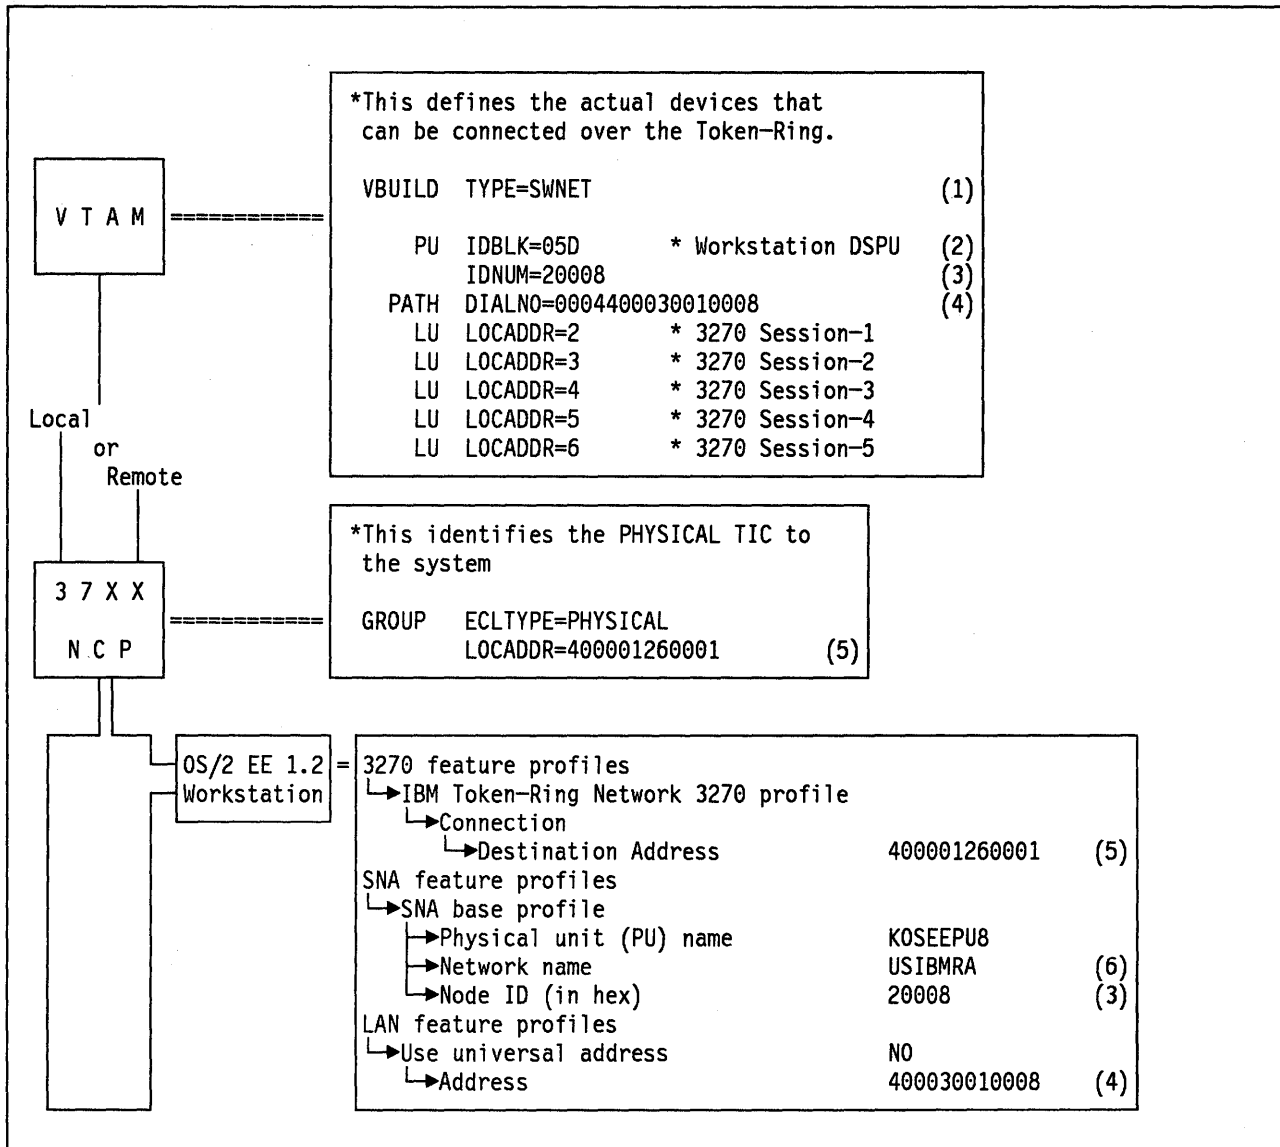 *This defines the actual devices that
can be connected over the Token-Ring.
VBUILD TYPE=SWNET (1)
V T A M ============
PU IDBLK=05D * Workstation DSPU (2)
IDNUM=20008 (3)
PATH DIALNO=0004400030010008 (4)
LU LOCADDR=2 * 3270 Session-1
LU LOCADDR=3 * 3270 Session-2
LU LOCADDR=4 * 3270 Session-3
LU LOCADDR=5 * 3270 Session-4
LU LOCADDR=6 * 3270 Session-5
Local
or
Remote
*This identifies the PHYSICAL TIC to
the system
3 7 X X
N C P
============
GROUP ECLTYPE=PHYSICAL
LOCADDR=400001260001 (5)
OS/2 EE 1.2
Workstation
=
3270 feature profiles
IBM Token-Ring Network 3270 profile
Connection
Destination Address 400001260001 (5)
SNA feature profiles
SNA base profile
Physical unit (PU) name KOSEEPU8
Network name USIBMRA (6)
Node ID (in hex) 20008 (3)
LAN feature profiles
Use universal address NO
Address 400030010008 (4)